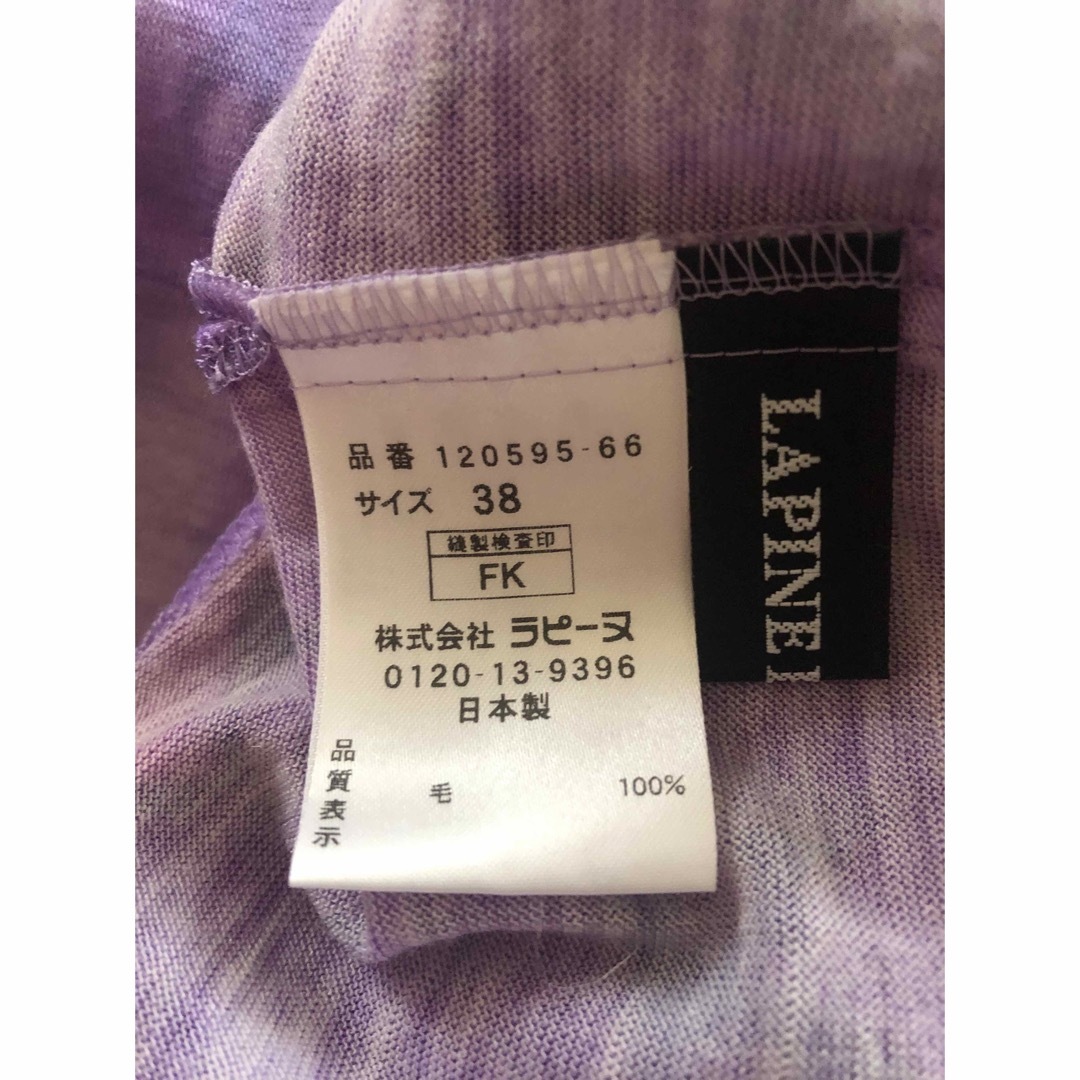 品番 120595-66
サイズ 38
縫製検査印
FK
株式会社 ラピーヌ
0120-13-9396
日本製
品質表示
毛 100%
LAPINE